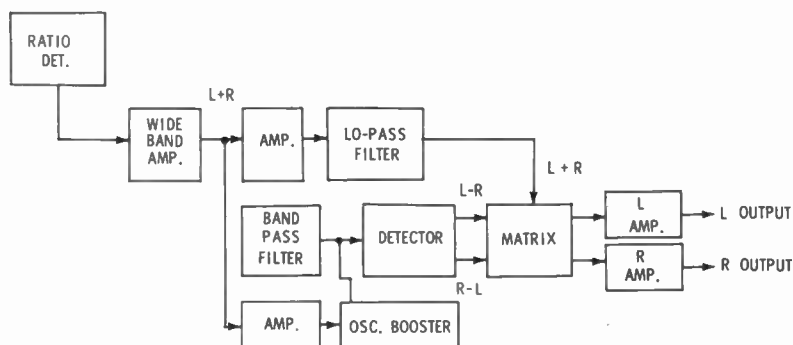 RATIO
DET.
L+R
WIDE
BAND
AMP.
AMP.
LO-PASS
FILTER
L+R
L-R
BAND
PASS
FILTER
DETECTOR
MATRIX
L
AMP.
L OUTPUT
R
AMP.
R OUTPUT
R-L
AMP.
OSC. BOOSTER